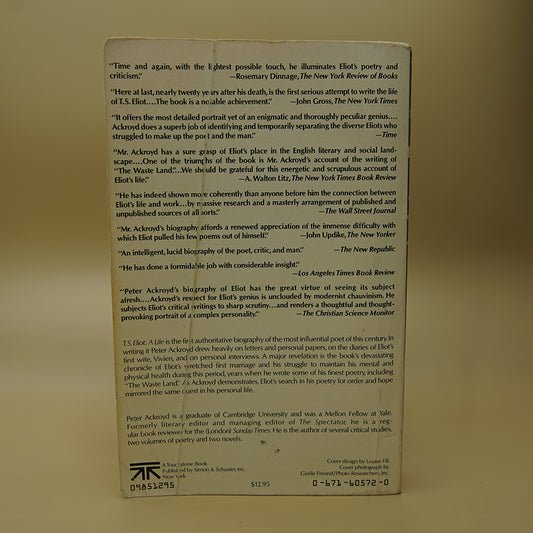 "Time and again, with the lightest possible touch, he illuminates Eliot's poetry and
criticism." —Rosemary Dinnage, The New York Review of Books
"Here at last, nearly twenty years after his death, is the first serious attempt to write the life
of T.S. Eliot....The book is a notable achievement." —John Gross, The New York Times
"It offers the most detailed portrait yet of an enigmatic and thoroughly peculiar genius....
Ackroyd does a superb job of identifying and temporarily separating the diverse Eliots who
struggled to make up the poet and the man." —Time
"Mr. Ackroyd has a sure grasp of Eliot's place in the English literary and social land-
scape....One of the triumphs of the book is Mr. Ackroyd's account of the writing of
"The Waste Land."...We should be grateful for this energetic and scrupulous account of
Eliot's life." —A. Walton Litz, The New York Times Book Review
"He has indeed shown more coherently than anyone before him the connection between
Eliot's life and work...by massive research and a masterly arrangement of published and
unpublished sources of all sorts." —The Wall Street Journal
"Mr. Ackroyd's biography affords a renewed appreciation of the immense difficulty with
which Eliot pulled his few poems out of himself." —John Updike, The New Yorker
"An intelligent, lucid biography of the poet, critic, and man." —The New Republic
"He has done a formidable job with considerable insight."
—Los Angeles Times Book Review
"Peter Ackroyd's biography of Eliot has the great virtue of seeing its subject
afresh....Ackroyd's respect for Eliot's genius is unclouded by modernist chauvinism. He
subjects Eliot's critical writings to sharp scrutiny...and renders a thoughtful and thought-
provoking portrait of a complex personality." —The Christian Science Monitor
T.S. Eliot: A Life is the first authoritative biography of the most influential poet of this century. In
writing it Peter Ackroyd drew heavily on letters and personal papers, on the diaries of Eliot's
first wife, Vivien, and on personal interviews. A major revelation is the book's devastating
chronicle of Eliot's wretched first marriage and his struggle to maintain his mental and
physical health during this period, years when he wrote some of his finest poetry, including
"The Waste Land." As Ackroyd demonstrates, Eliot's search in his poetry for order and hope
mirrored the same quest in his personal life.
Peter Ackroyd is a graduate of Cambridge University and was a Mellon Fellow at Yale.
Formerly literary editor and managing editor of The Spectator, he is a reg-
ular book reviewer for the (London) Sunday Times. He is the author of several critical studies,
two volumes of poetry and two novels.
A Touchstone Book
Published by Simon & Schuster, Inc.
New York
Cover design by Louise Fili
Cover photograph by
Gisèle Freund/Photo Researchers, Inc.
09851295 $12.95 0-671-60572-0